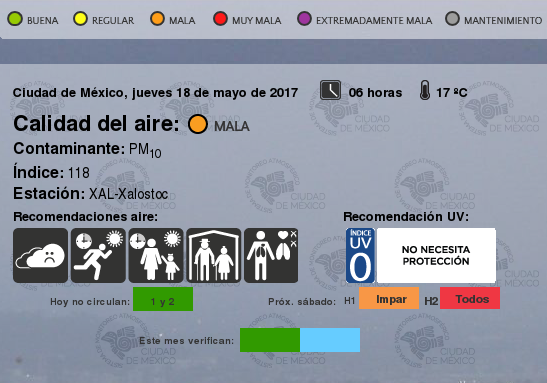 BUENA REGULAR MALA MUY MALA EXTREMADAMENTE MALA MANTENIMIENTO
Ciudad de México, jueves 18 de mayo de 2017 06 horas 17 ºC
Calidad del aire: MALA
Contaminante: PM10
Índice: 118
Estación: XAL-Xalostoc
Recomendaciones aire: Recomendación UV:
ÍNDICE
UV
0
NO NECESITA
PROTECCIÓN
Hoy no circulan: 1 y 2 Próx. sábado: H1 Impar H2 Todos
Este mes verifican:
CIUDAD
DE MÉXICO